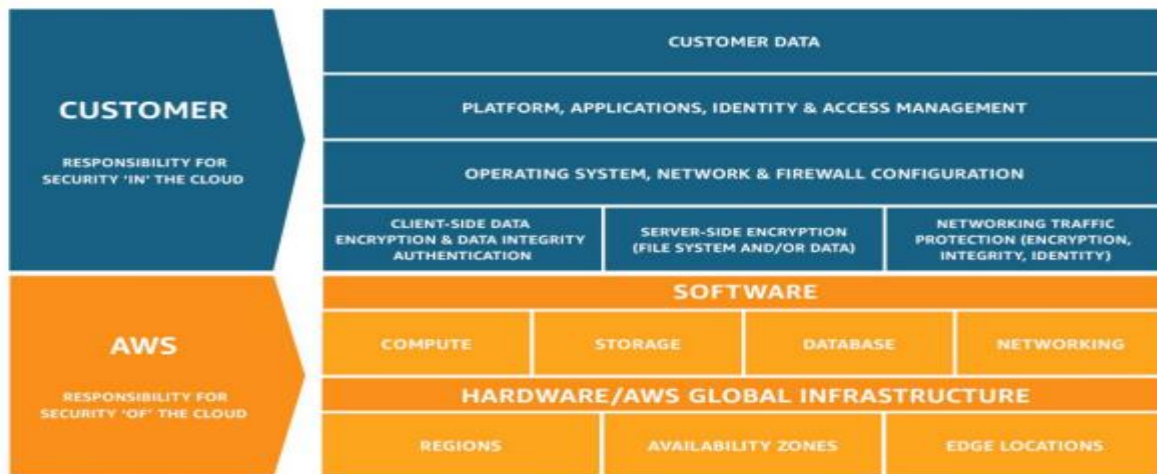 CUSTOMER
RESPONSIBILITY FOR
SECURITY 'IN' THE CLOUD
CUSTOMER DATA
PLATFORM, APPLICATIONS, IDENTITY & ACCESS MANAGEMENT
OPERATING SYSTEM, NETWORK & FIREWALL CONFIGURATION
CLIENT-SIDE DATA
ENCRYPTION & DATA INTEGRITY
AUTHENTICATION
SERVER-SIDE ENCRYPTION
(FILE SYSTEM AND/OR DATA)
NETWORKING TRAFFIC
PROTECTION (ENCRYPTION,
INTEGRITY, IDENTITY)
AWS
RESPONSIBILITY FOR
SECURITY 'OF' THE CLOUD
SOFTWARE
COMPUTE
STORAGE
DATABASE
NETWORKING
HARDWARE/AWS GLOBAL INFRASTRUCTURE
REGIONS
AVAILABILITY ZONES
EDGE LOCATIONS